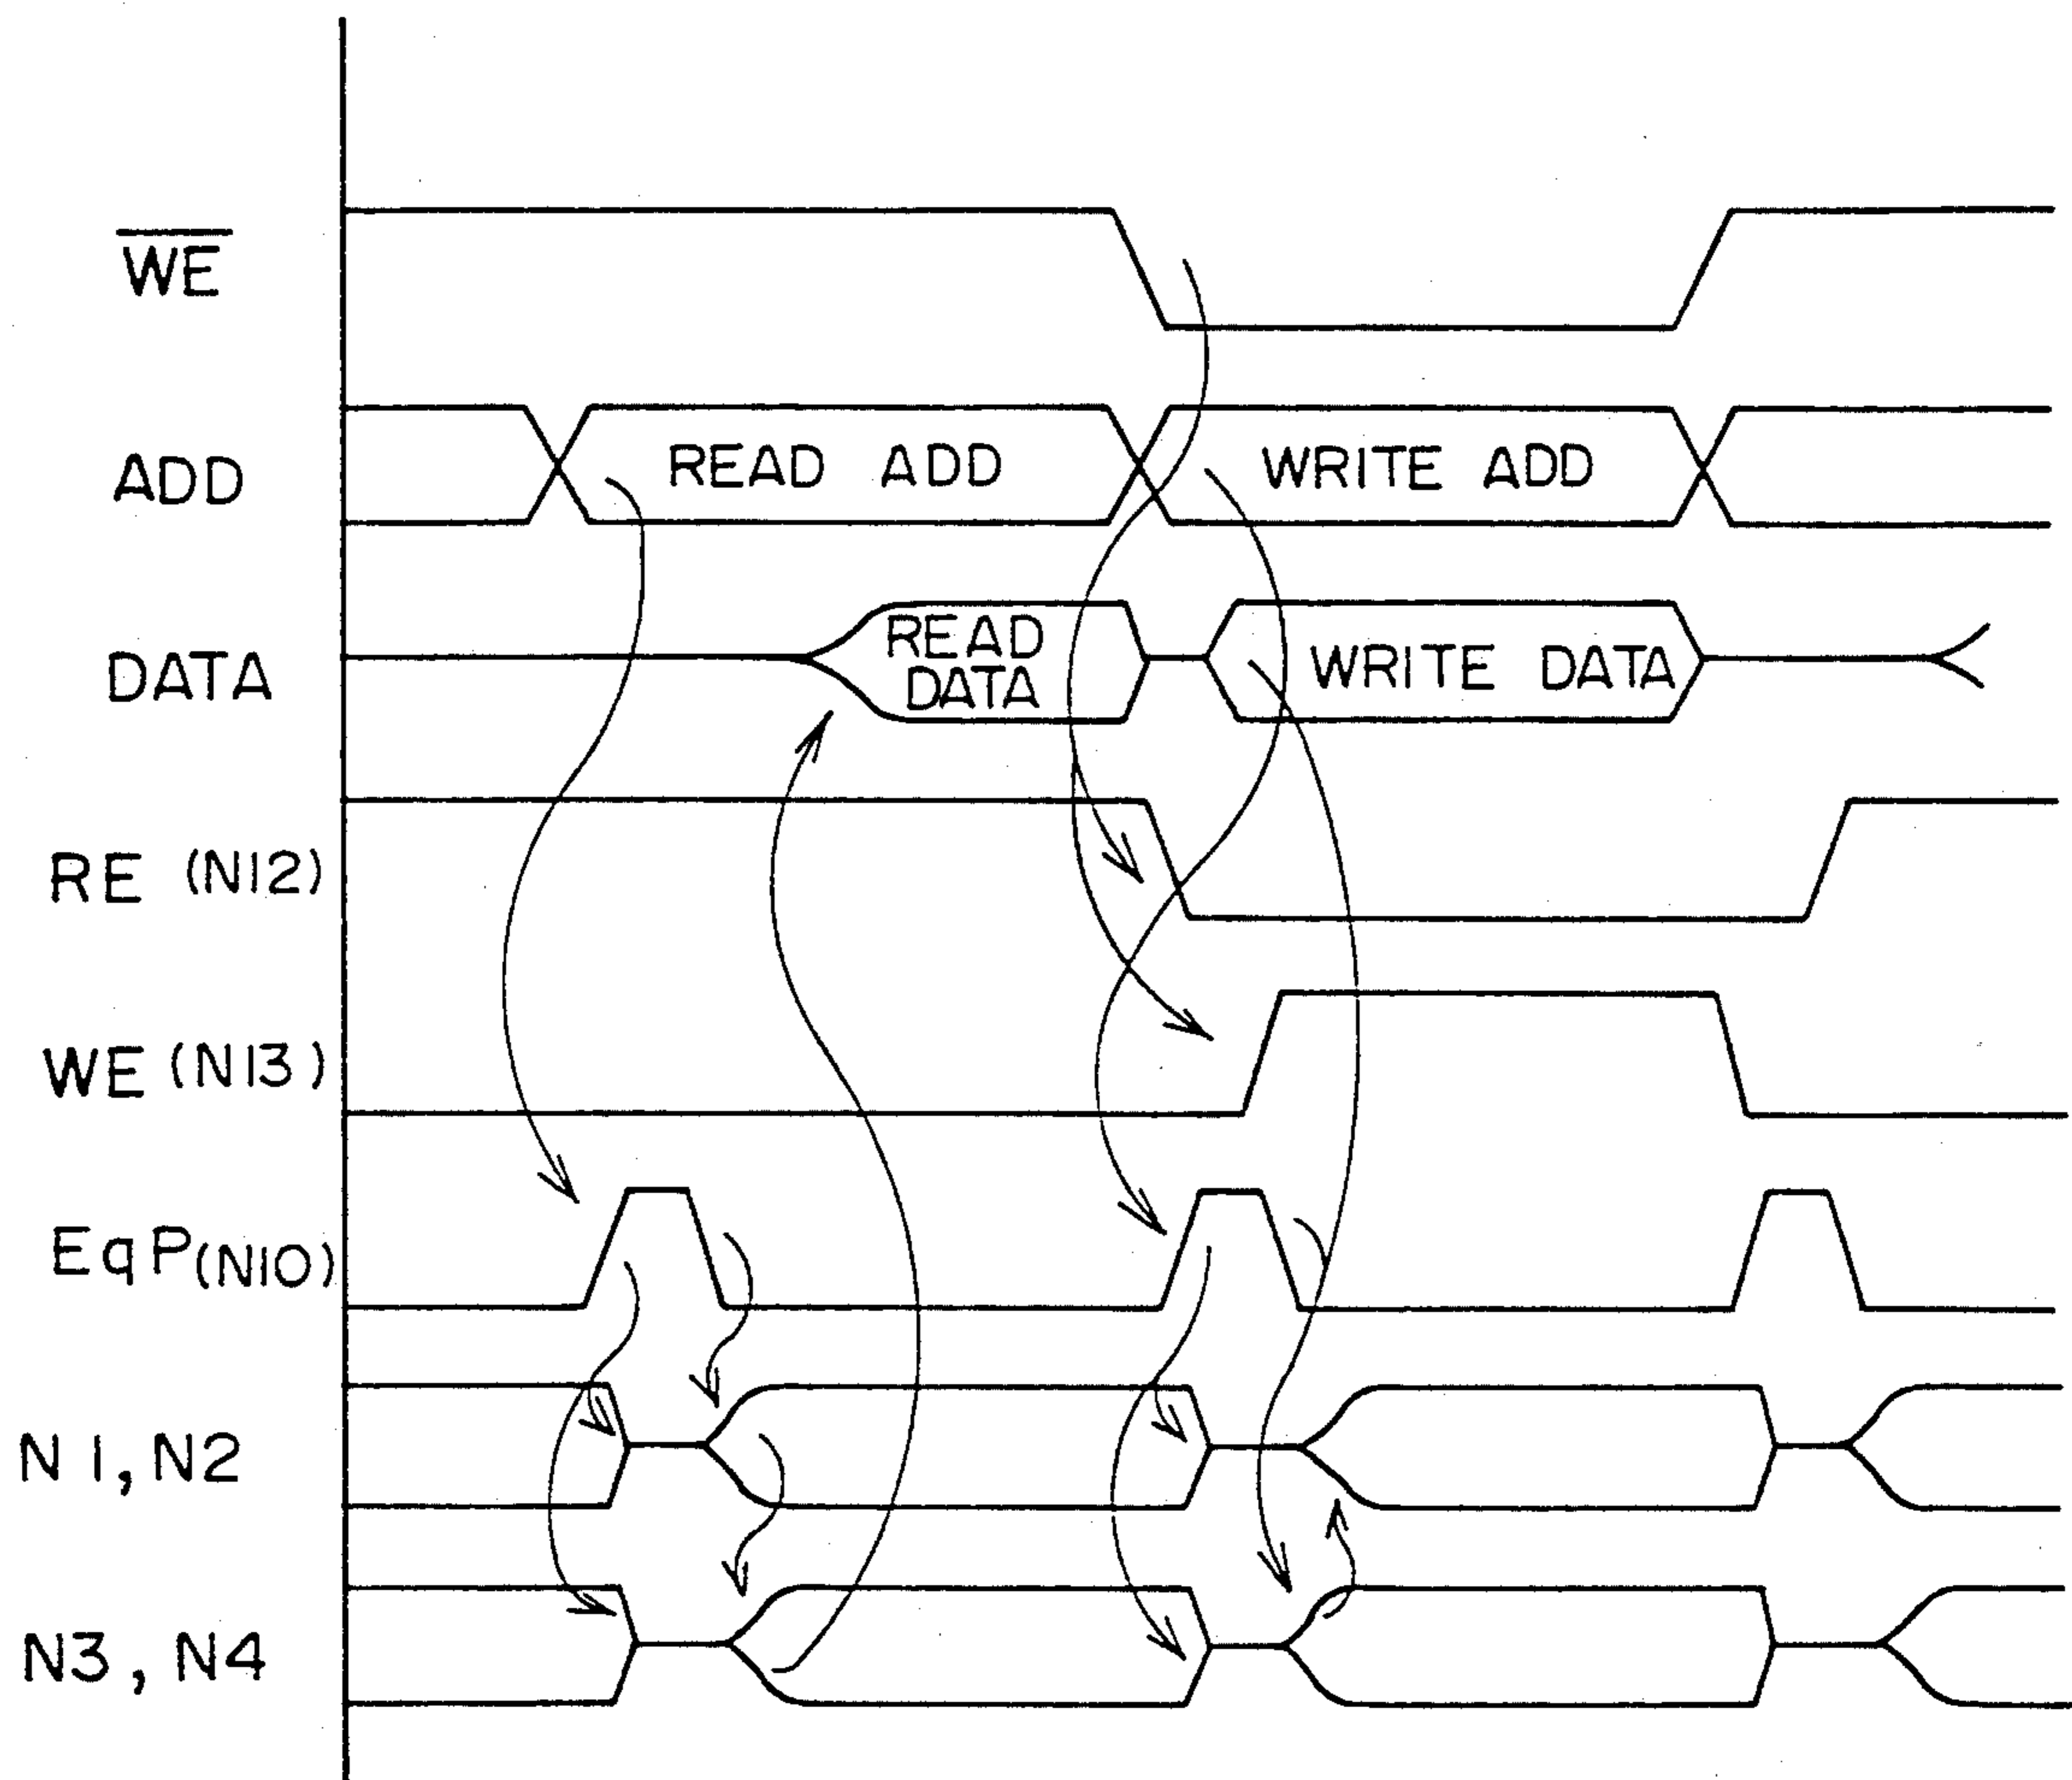 W̅E̅
ADD READ ADD WRITE ADD
DATA READ DATA WRITE DATA
RE (N12)
WE (N13)
EqP(N10)
N1, N2
N3, N4